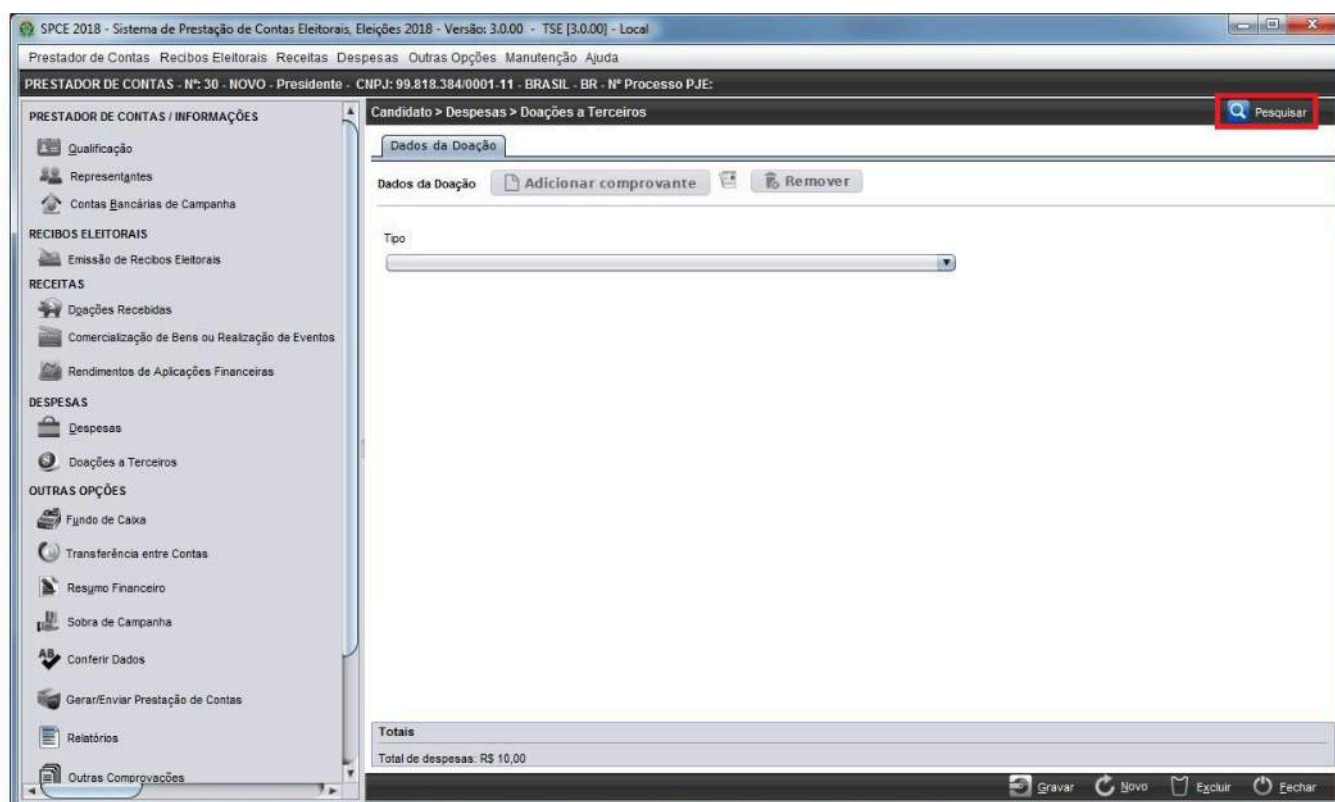 SPCE 2018 - Sistema de Prestação de Contas Eleitorais, Eleições 2018 - Versão: 3.0.00 - TSE [3.0.00] - Local
Prestador de Contas Recibos Eleitorais Receitas Despesas Outras Opções Manutenção Ajuda
PRESTADOR DE CONTAS - Nº: 30 - NOVO - Presidente - CNPJ: 99.818.384/0001-11 - BRASIL - BR - Nº Processo PJE:
PRESTADOR DE CONTAS / INFORMAÇÕES
Qualificação
Representantes
Contas Bancárias de Campanha
RECIBOS ELEITORAIS
Emissão de Recibos Eleitorais
RECEITAS
Doações Recebidas
Comercialização de Bens ou Realização de Eventos
Rendimentos de Aplicações Financeiras
DESPESAS
Despesas
Doações a Terceiros
OUTRAS OPÇÕES
Fundo de Caixa
Transferência entre Contas
Resumo Financeiro
Sobra de Campanha
Conferir Dados
Gerar/Enviar Prestação de Contas
Relatórios
Outras Comprovações
Candidato > Despesas > Doações a Terceiros
Pesquisar
Dados da Doação
Dados da Doação Adicionar comprovante Remover
Tipo
Totais
Total de despesas: R$ 10,00
Gravar Novo Excluir Fechar